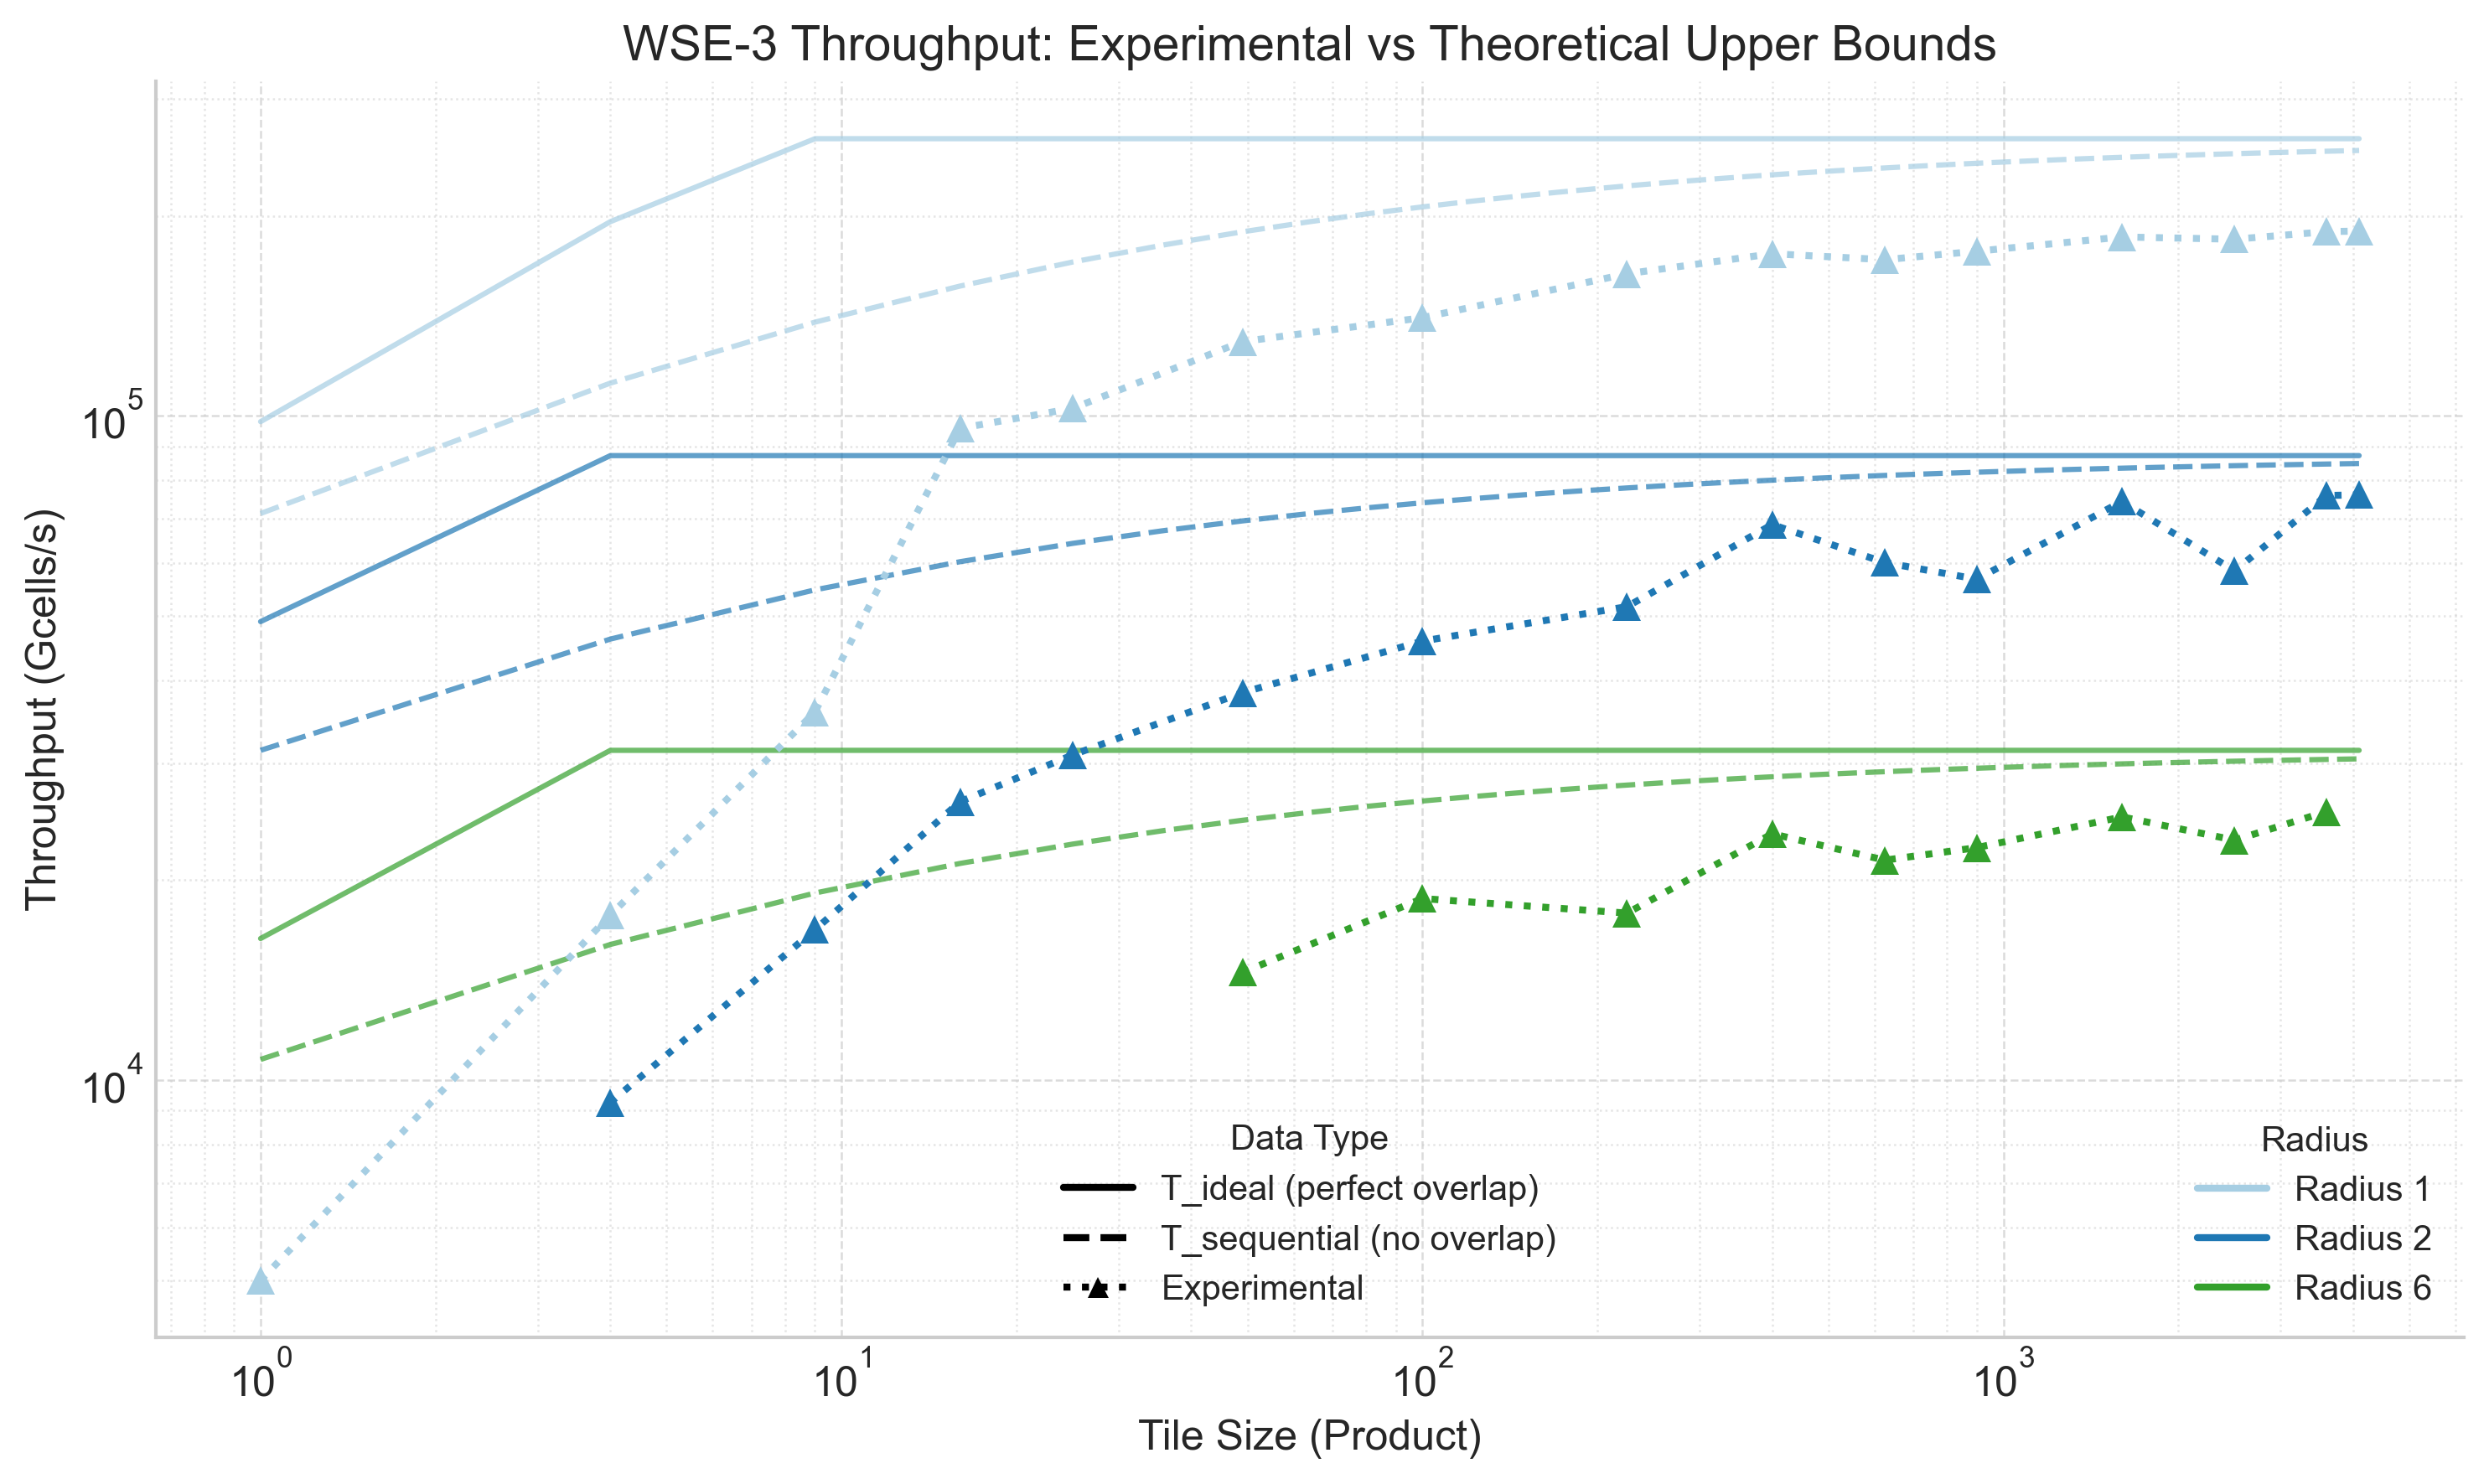 WSE-3 Throughput: Experimental vs Theoretical Upper Bounds
Throughput (Gcells/s)
10^5
10^4
Data Type
T_ideal (perfect overlap)
T_sequential (no overlap)
Experimental
Radius
Radius 1
Radius 2
Radius 6
10^0 10^1 10^2 10^3
Tile Size (Product)